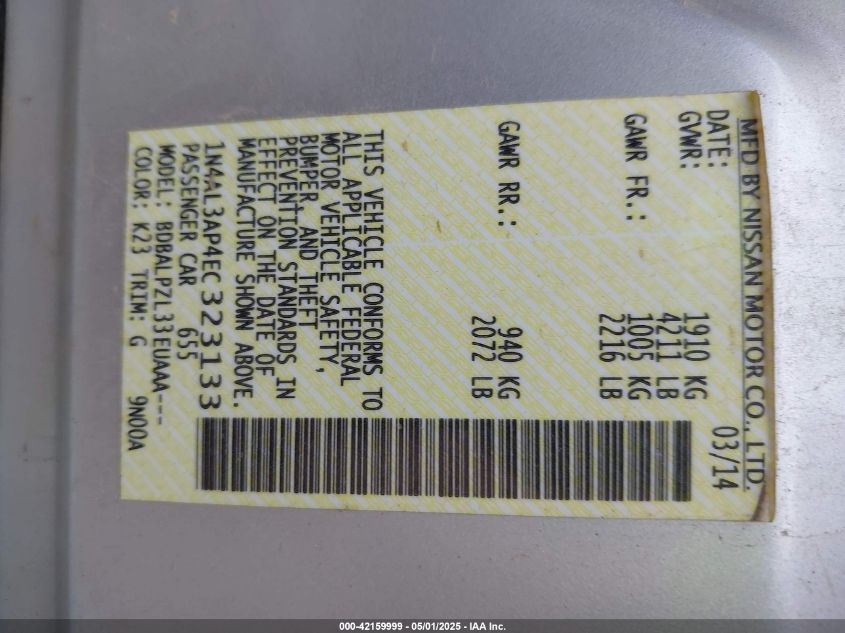 MFD BY NISSAN MOTOR CO., LTD.
DATE: 03/14
GVWR: 1910 KG
4211 LB
GAWR FR.: 1005 KG
2216 LB
GAWR RR.: 940 KG
2072 LB
THIS VEHICLE CONFORMS TO
ALL APPLICABLE FEDERAL
MOTOR VEHICLE SAFETY,
BUMPER, AND THEFT
PREVENTION STANDARDS IN
EFFECT ON THE DATE OF
MANUFACTURE SHOWN ABOVE.
1N4AL3AP4EC323133
PASSENGER CAR 655
MODEL: BDBALPZL33EUAAA---
COLOR: K23 TRIM: G 9N00A
000-42159999 - 05/01/2025 - IAA Inc.